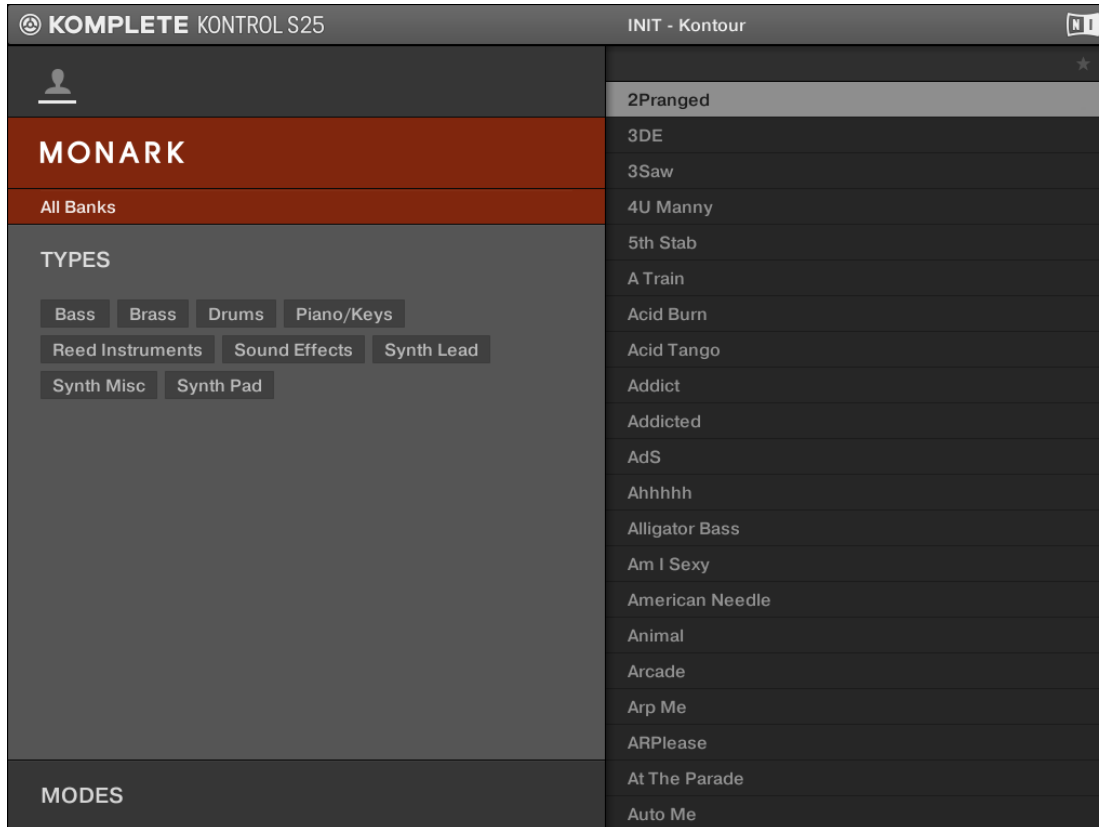 KOMPLETE KONTROL S25
INIT - Kontour
NI
MONARK
All Banks
TYPES
Bass Brass Drums Piano/Keys
Reed Instruments Sound Effects Synth Lead
Synth Misc Synth Pad
MODES
2Pranged
3DE
3Saw
4U Manny
5th Stab
A Train
Acid Burn
Acid Tango
Addict
Addicted
AdS
Ahhhhh
Alligator Bass
Am I Sexy
American Needle
Animal
Arcade
Arp Me
ARPlease
At The Parade
Auto Me